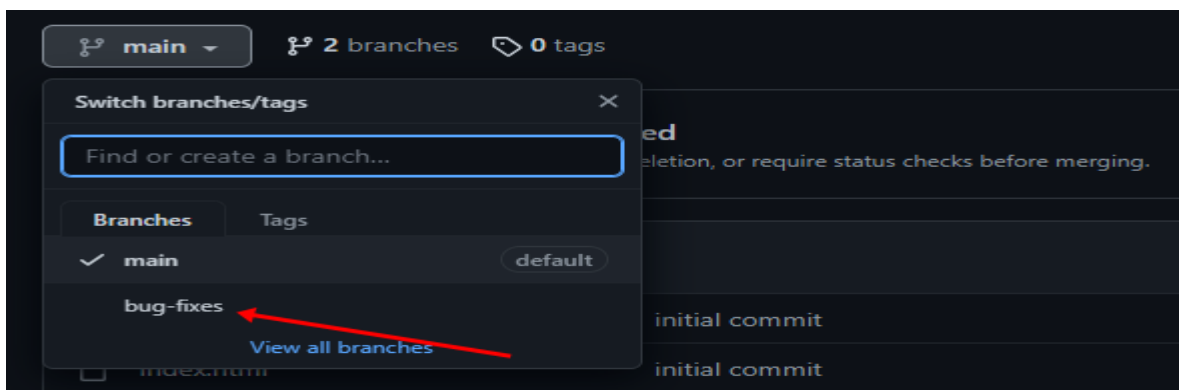 main 2 branches 0 tags
Switch branches/tags
ed
Find or create a branch...
eletion, or require status checks before merging.
Branches Tags
main default
bug-fixes
initial commit
View all branches
index.html initial commit